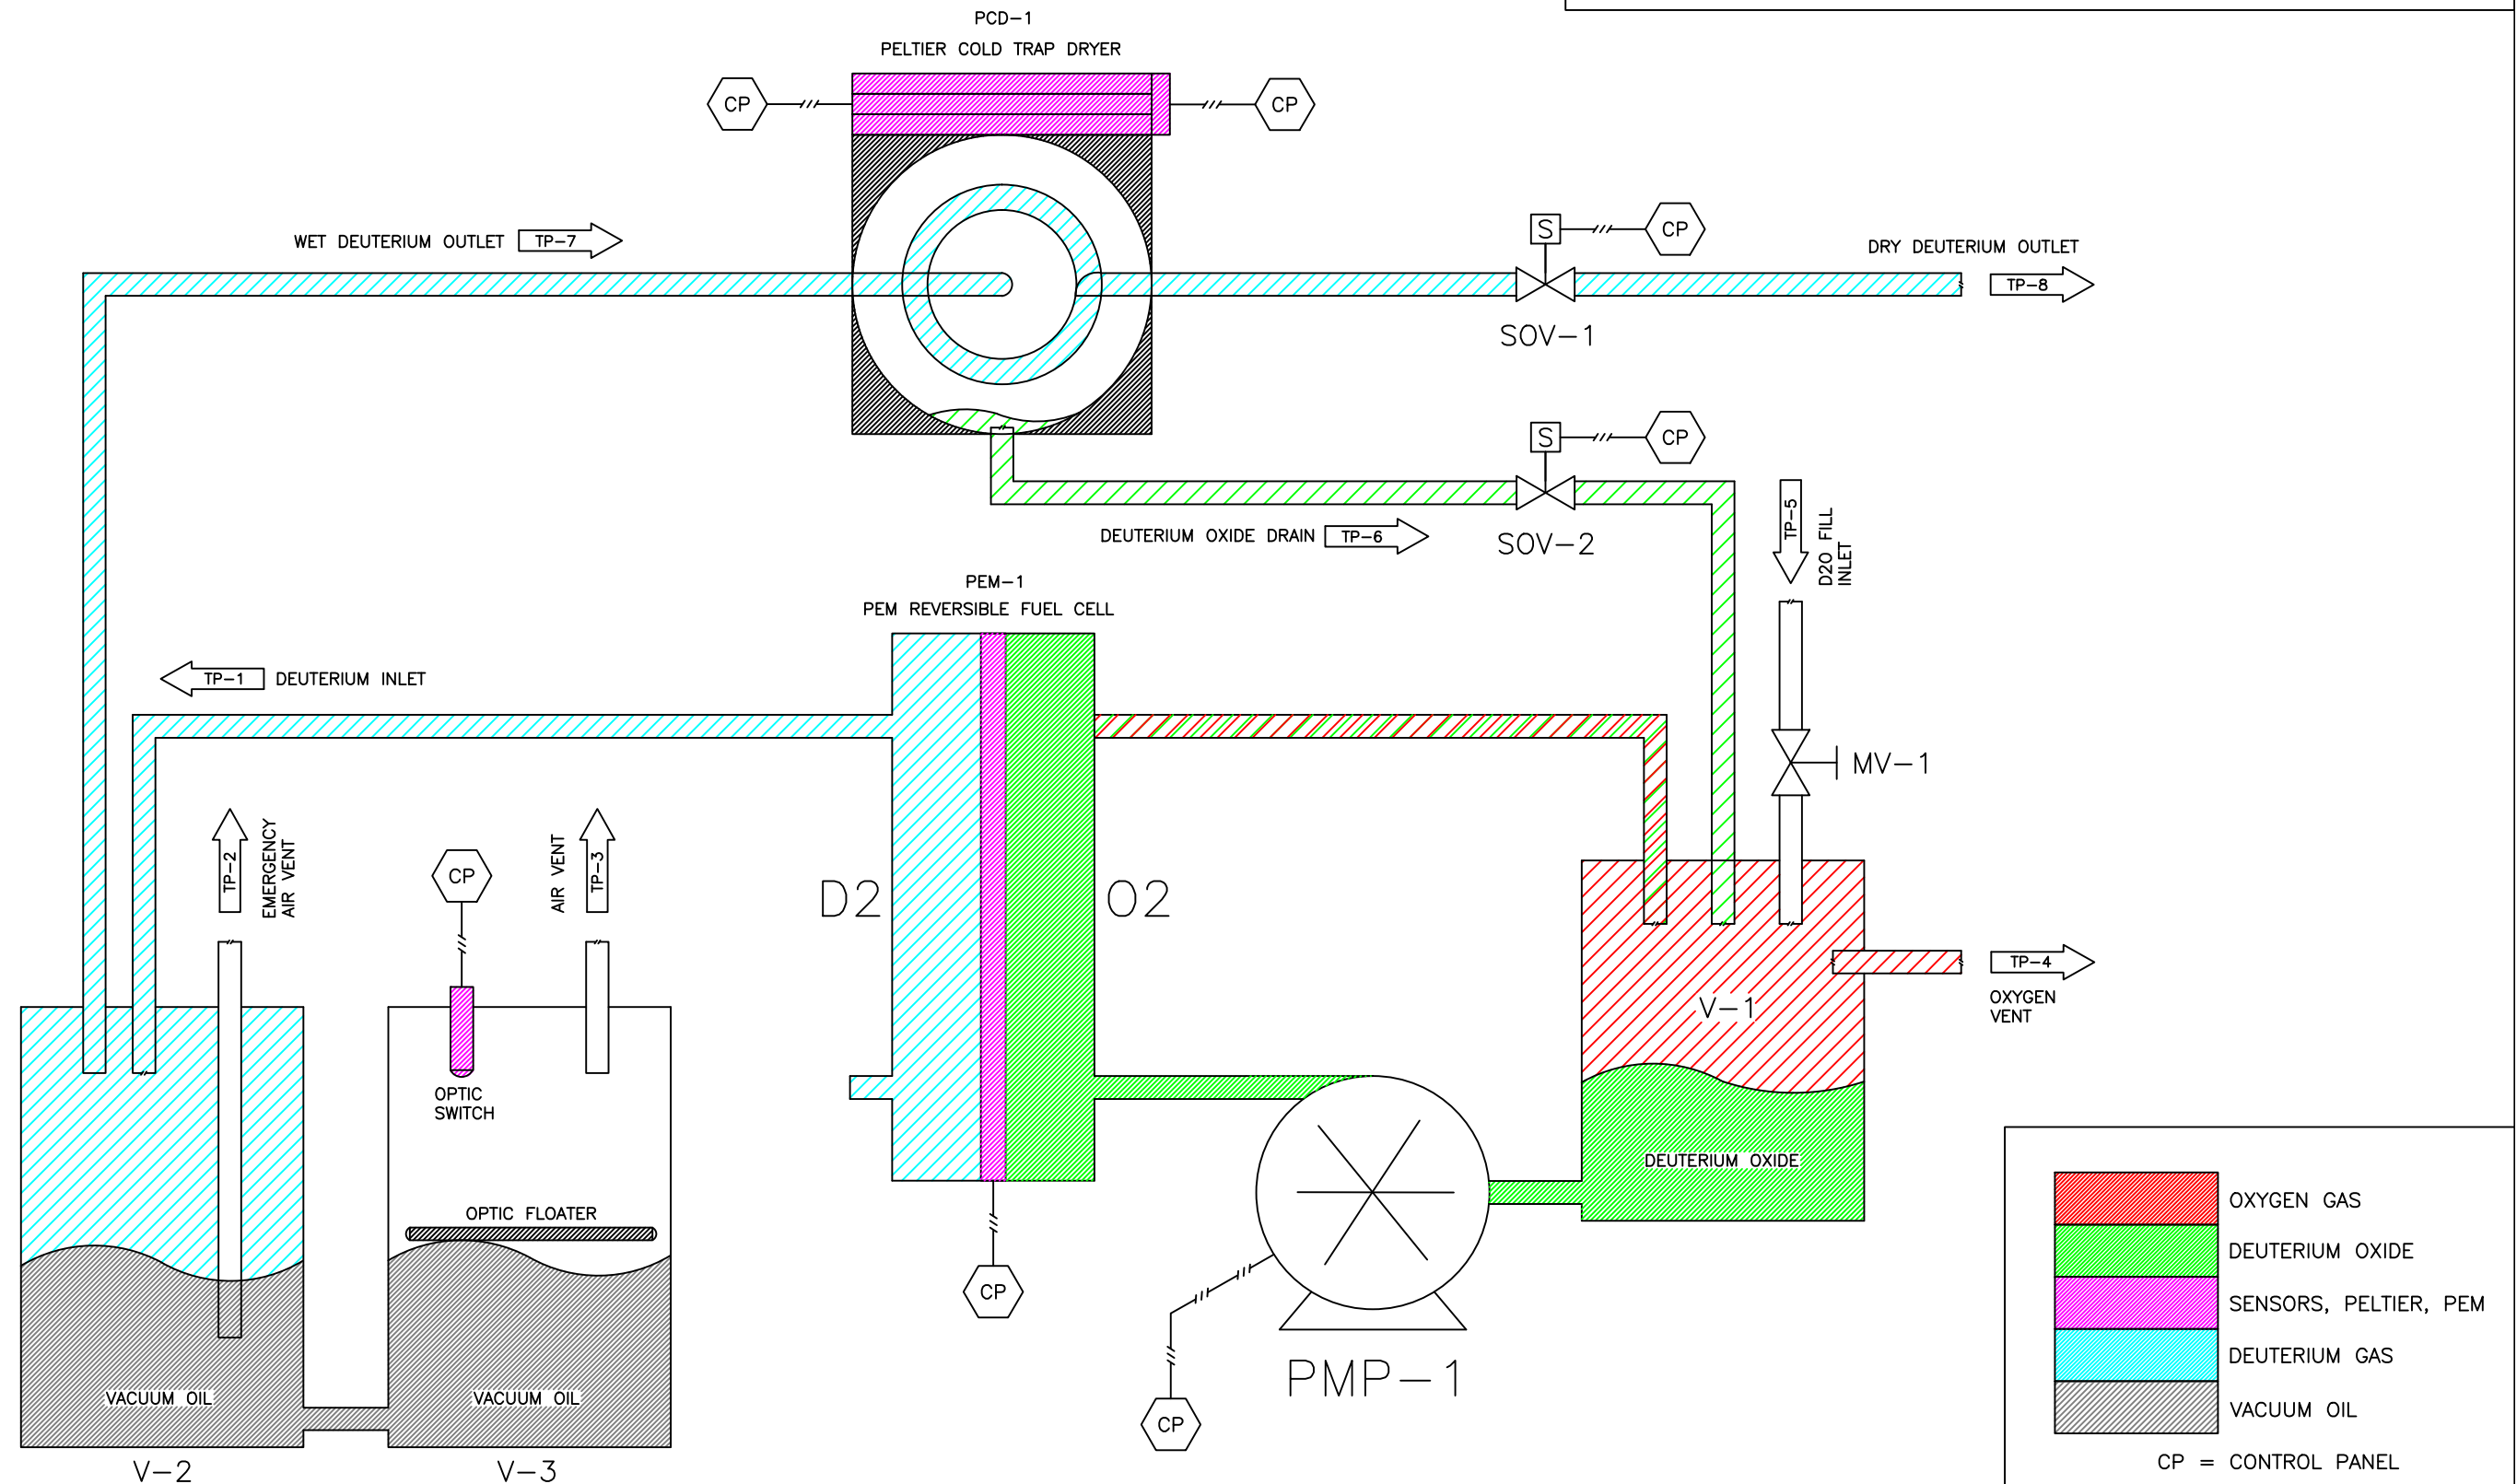 PCD-1
PELTIER COLD TRAP DRYER
CP
CP
S
CP
WET DEUTERIUM OUTLET
TP-7
DRY DEUTERIUM OUTLET
TP-8
SOV-1
S
CP
DEUTERIUM OXIDE DRAIN
TP-6
SOV-2
TP-5
D2O FILL
INLET
PEM-1
PEM REVERSIBLE FUEL CELL
TP-1
DEUTERIUM INLET
MV-1
TP-2
EMERGENCY
AIR VENT
CP
AIR VENT
TP-3
D2
O2
TP-4
OXYGEN
VENT
V-1
OPTIC
SWITCH
DEUTERIUM OXIDE
OPTIC FLOATER
CP
PMP-1
CP
VACUUM OIL
VACUUM OIL
V-2
V-3
OXYGEN GAS
DEUTERIUM OXIDE
SENSORS, PELTIER, PEM
DEUTERIUM GAS
VACUUM OIL
CP = CONTROL PANEL